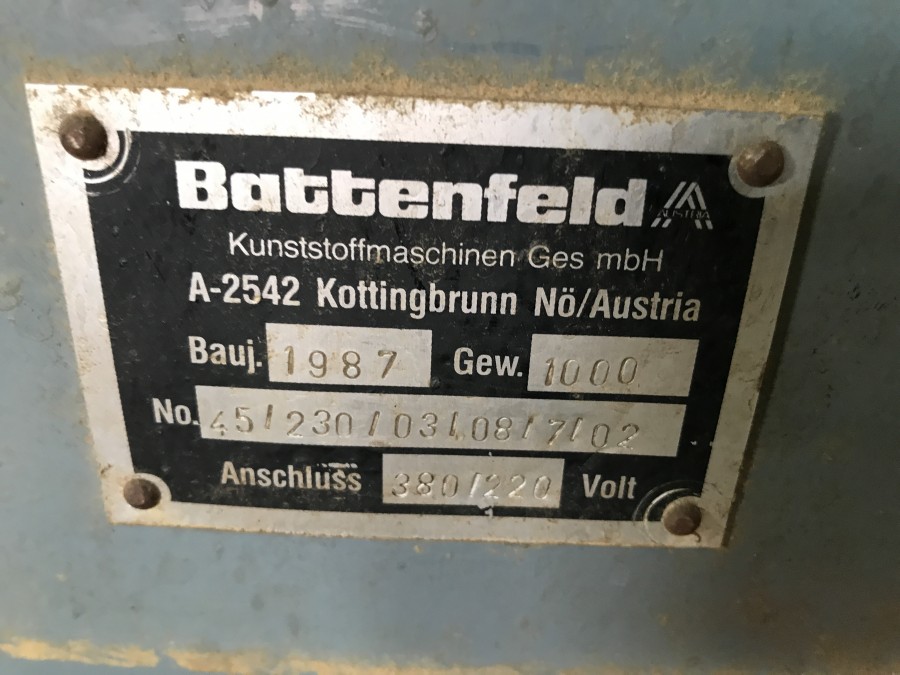 Battenfeld AUSTRIA
Kunststoffmaschinen Ges mbH
A-2542 Kottingbrunn Nö/Austria
Bauj. 1987 Gew. 1000
No. 45/230/03/08/7/02
Anschluss 380/220 Volt